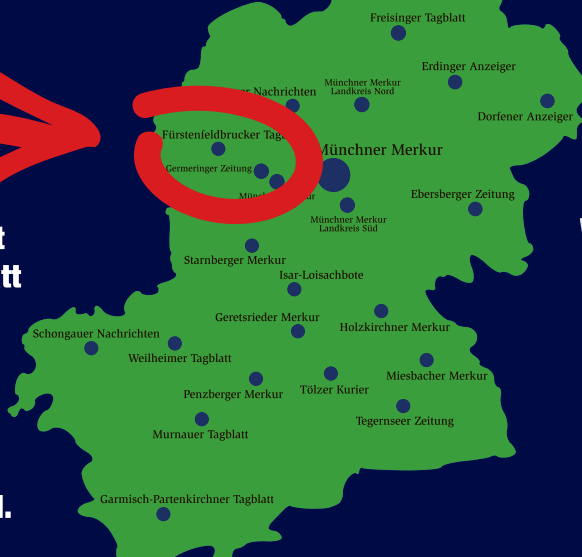 Freisinger Tagblatt
Erdinger Anzeiger
Münchner Merkur
Landkreis Nord
Nachrichten
Dorfener Anzeiger
Fürstenfeldbrucker
Münchner Merkur
Germeringer Zeitung
Ebersberger Zeitung
Münchner Merkur
Landkreis Süd
Starnberger Merkur
tt
Isar-Loisachbote
Geretsrieder Merkur
Holzkirchner Merkur
Schongauer Nachrichten
Weilheimer Tagblatt
Miesbacher Merkur
Penzberger Merkur
Tölzer Kurier
Tegernseer Zeitung
Murnauer Tagblatt
Garmisch-Partenkirchner Tagblatt